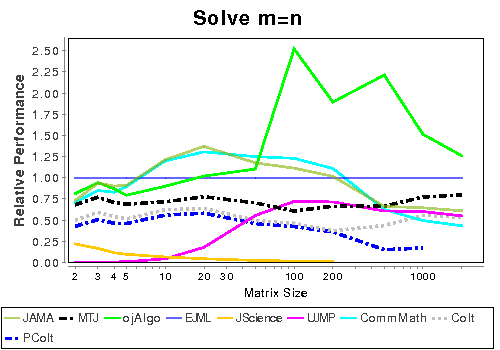 Solve m=n
Relative Performance
2.50
2.25
2.00
1.75
1.50
1.25
1.00
0.75
0.50
0.25
0.00
2 3 4 5 10 20 30 100 200 1000
Matrix Size
JAMA MTJ ojAlgo EJML JScience UJMP CommMath Colt
PColt